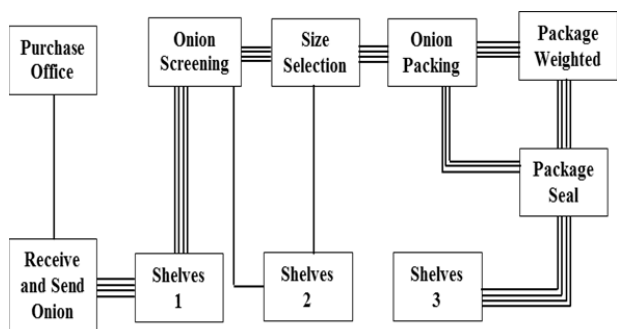 Purchase
Office
Onion
Screening
Size
Selection
Onion
Packing
Package
Weighted
Package
Seal
Receive
and Send
Onion
Shelves
1
Shelves
2
Shelves
3